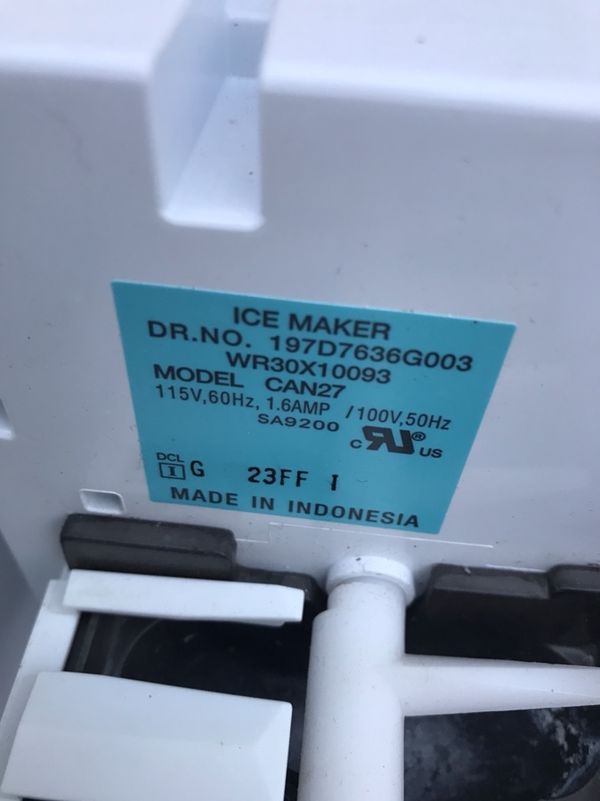 ICE MAKER
DR.NO. 197D7636G003
WR30X10093
MODEL CAN27
115V,60Hz, 1.6AMP /100V,50Hz
SA9200
c RU ® US
DCL
I G 23FF I
MADE IN INDONESIA